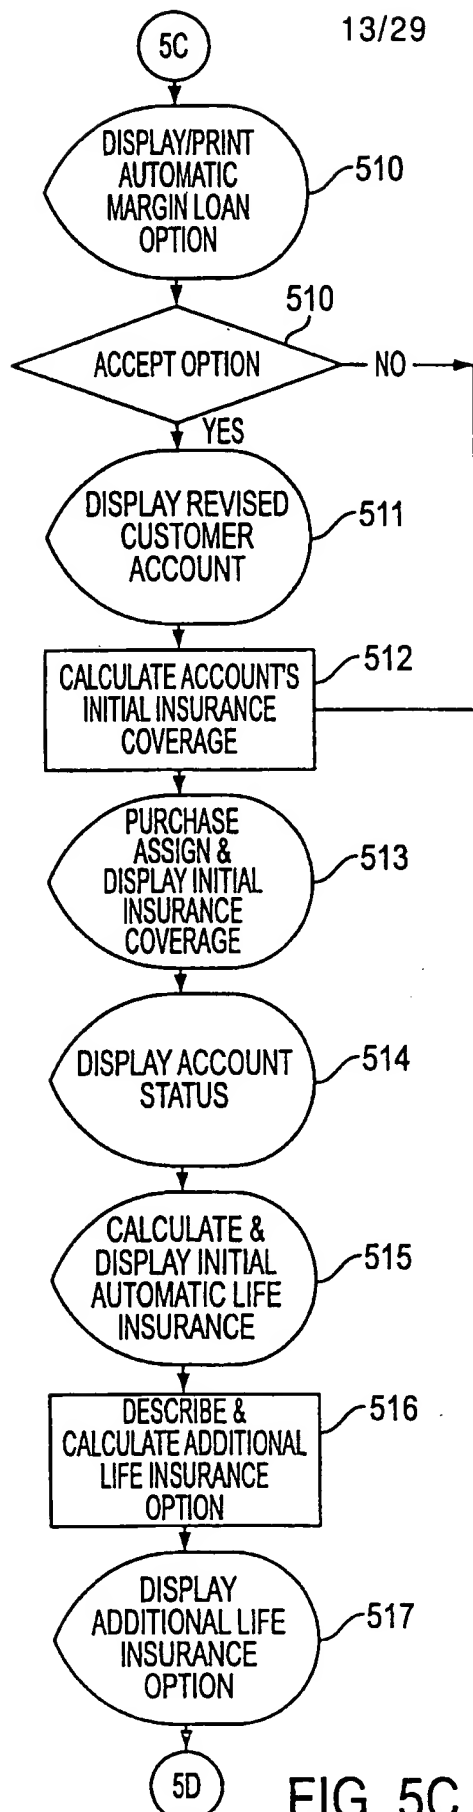 5C
13/29
DISPLAY/PRINT
AUTOMATIC
MARGIN LOAN
OPTION
510
510
ACCEPT OPTION
NO
YES
DISPLAY REVISED
CUSTOMER
ACCOUNT
511
CALCULATE ACCOUNT'S
INITIAL INSURANCE
COVERAGE
512
PURCHASE
ASSIGN &
DISPLAY INITIAL
INSURANCE
COVERAGE
513
DISPLAY ACCOUNT
STATUS
514
CALCULATE &
DISPLAY INITIAL
AUTOMATIC LIFE
INSURANCE
515
DESCRIBE &
CALCULATE ADDITIONAL
LIFE INSURANCE
OPTION
516
DISPLAY
ADDITIONAL LIFE
INSURANCE
OPTION
517
5D
FIG. 5C